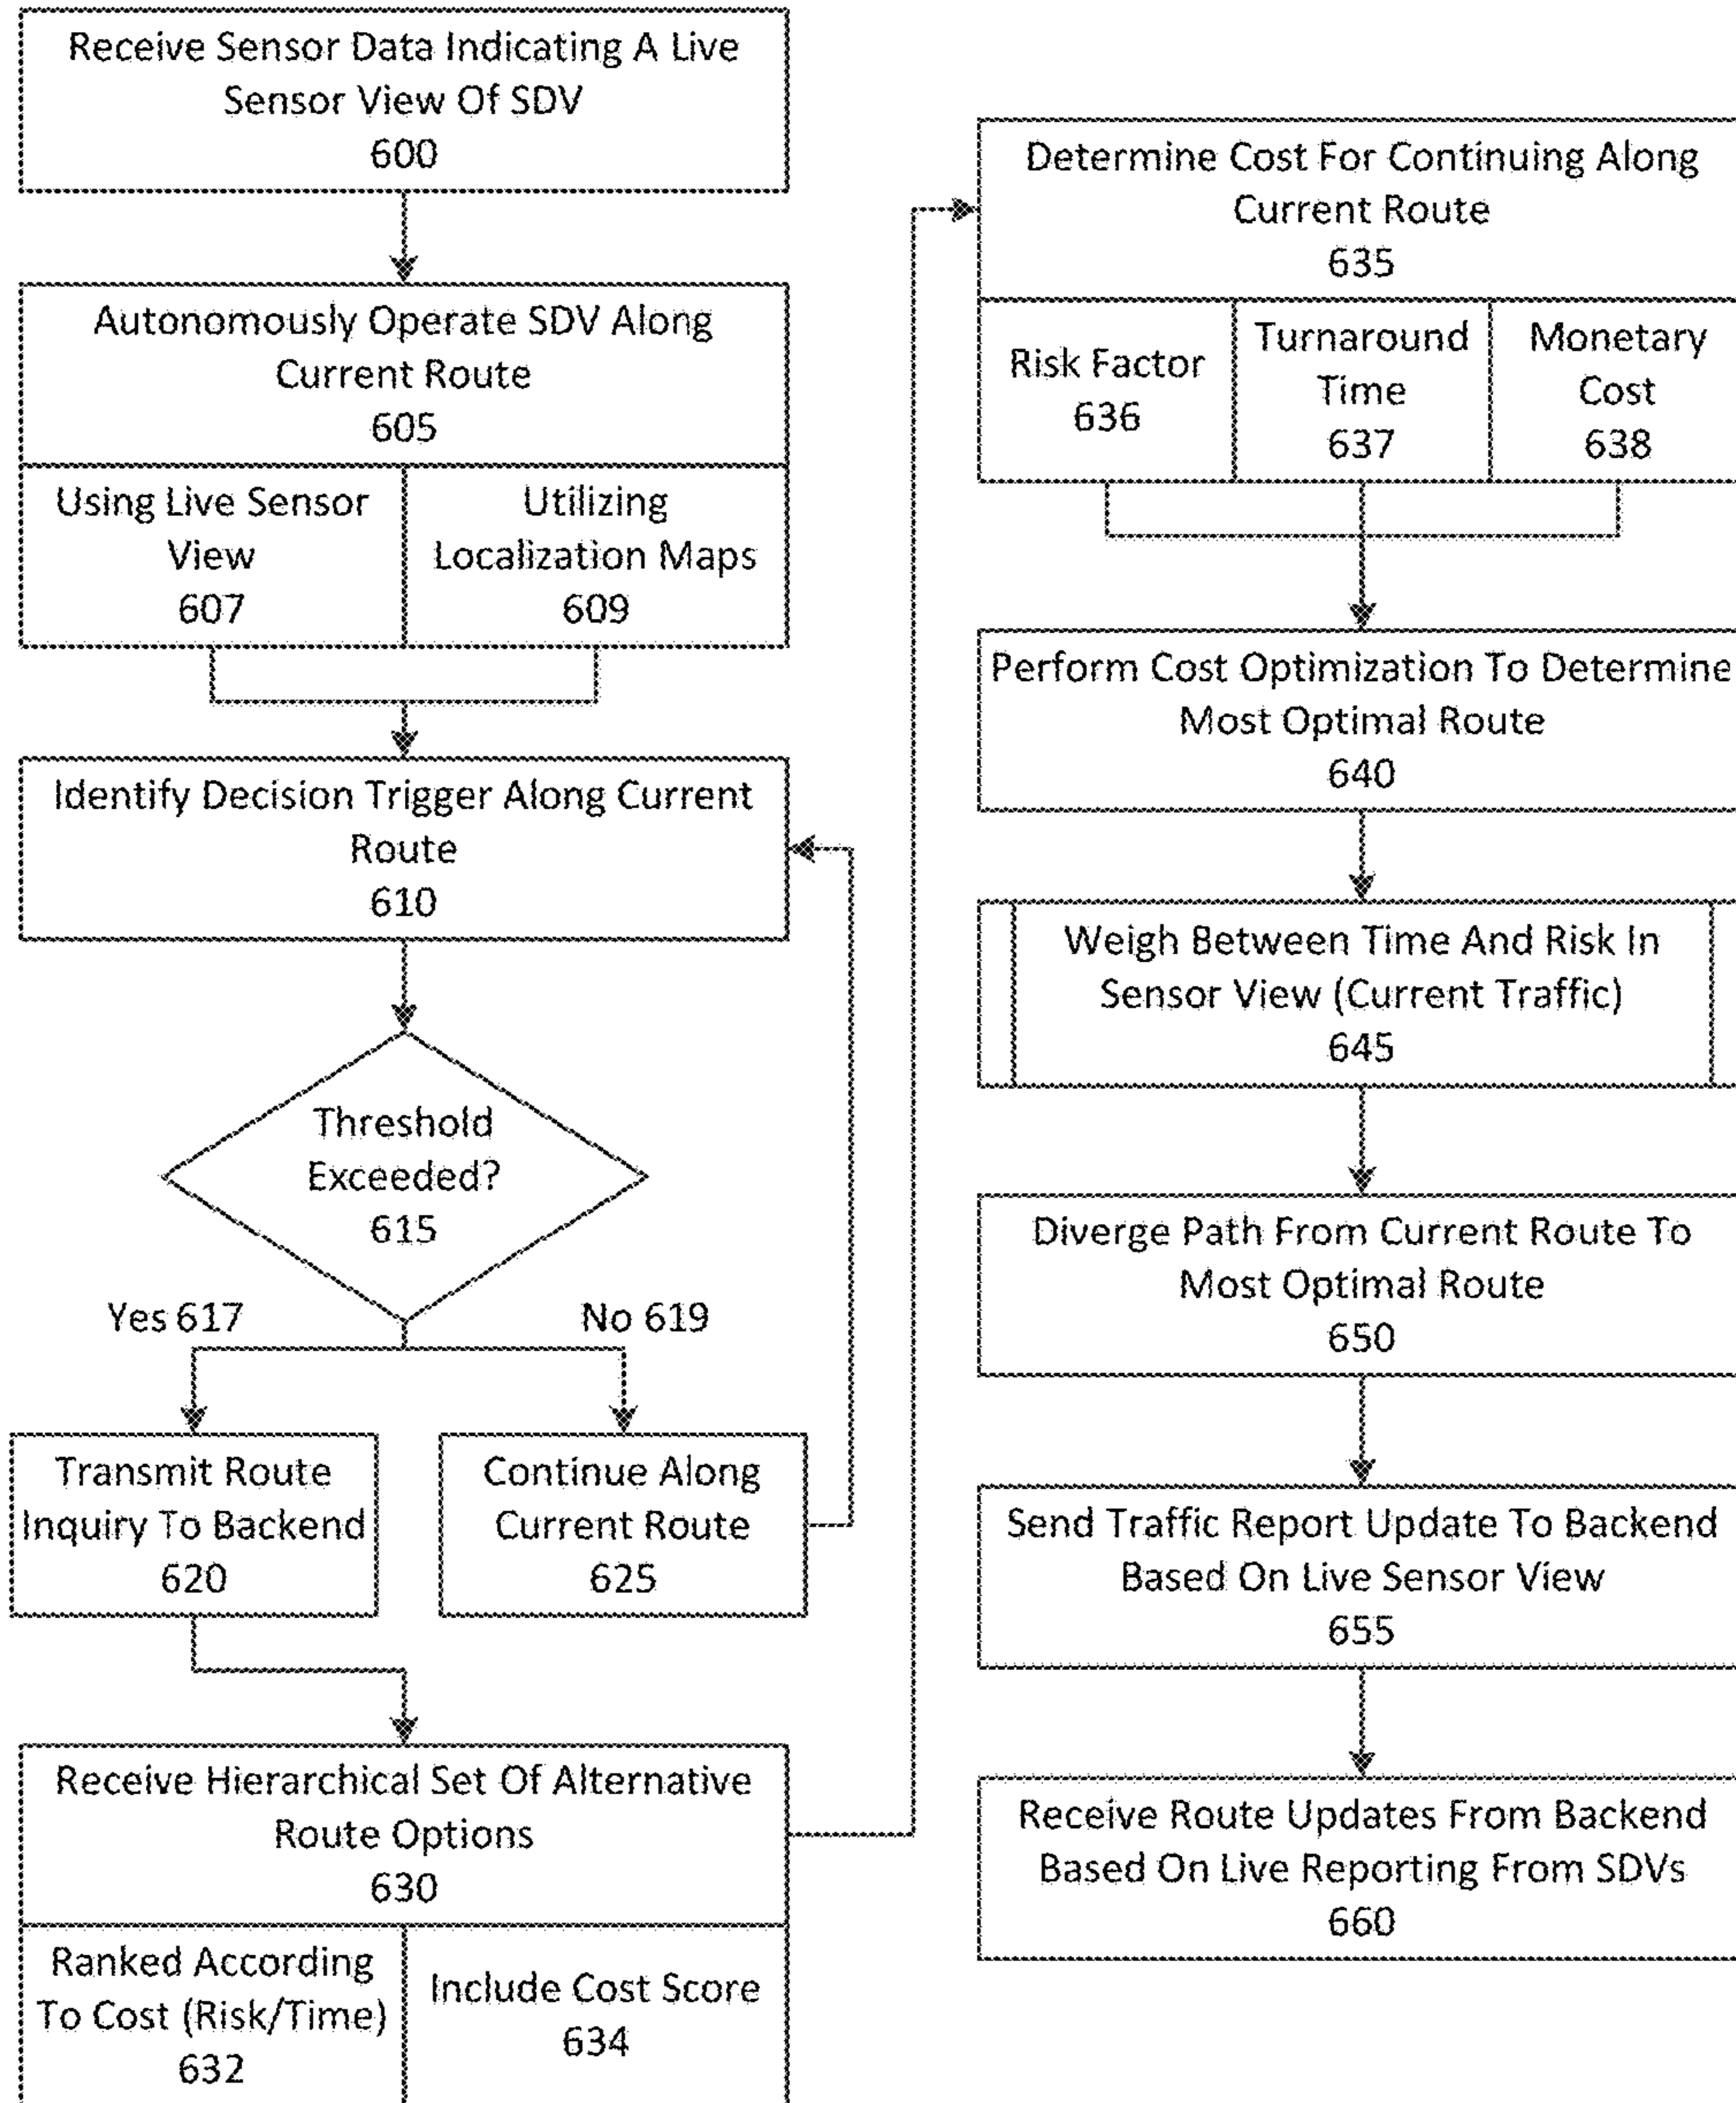 Receive Sensor Data Indicating A Live
Sensor View Of SDV
600
Autonomously Operate SDV Along
Current Route
605
Using Live Sensor
View
607
Utilizing
Localization Maps
609
Identify Decision Trigger Along Current
Route
610
Threshold
Exceeded?
615
Yes 617
No 619
Transmit Route
Inquiry To Backend
620
Continue Along
Current Route
625
Receive Hierarchical Set Of Alternative
Route Options
630
Ranked According
To Cost (Risk/Time)
632
Include Cost Score
634
Determine Cost For Continuing Along
Current Route
635
Risk Factor
636
Turnaround
Time
637
Monetary
Cost
638
Perform Cost Optimization To Determine
Most Optimal Route
640
Weigh Between Time And Risk In
Sensor View (Current Traffic)
645
Diverge Path From Current Route To
Most Optimal Route
650
Send Traffic Report Update To Backend
Based On Live Sensor View
655
Receive Route Updates From Backend
Based On Live Reporting From SDVs
660